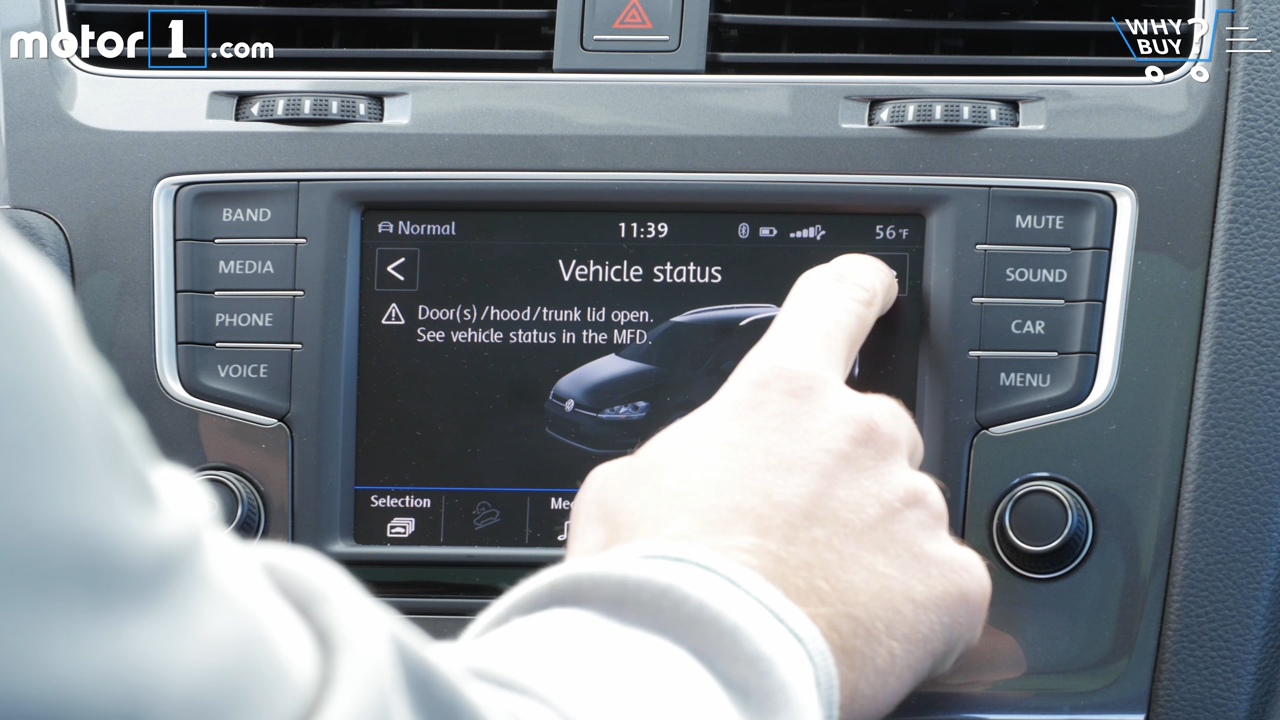 motor1.com
WHY
BUY?
BAND
MEDIA
PHONE
VOICE
Normal
11:39
56°F
<
Vehicle status
Door(s)/hood/trunk lid open.
See vehicle status in the MFD.
Selection
MUTE
SOUND
CAR
MENU